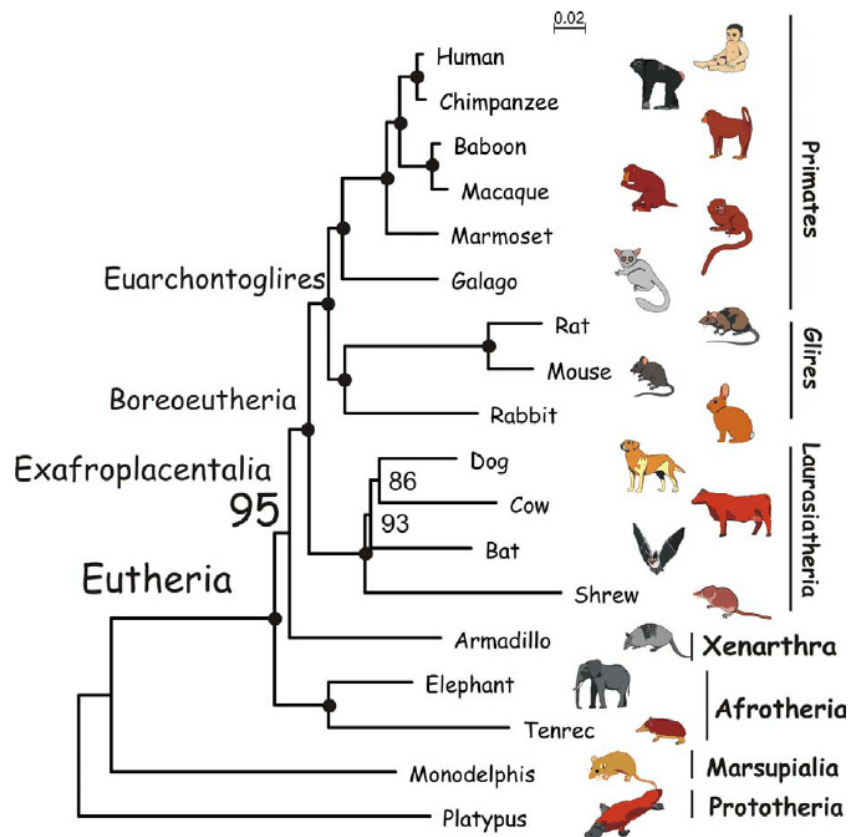 0.02
Human
Chimpanzee
Baboon
Macaque
Primates
Marmoset
Euarchontoglires
Galago
Rat
Glires
Mouse
Boreoeutheria
Rabbit
Exafroplacentalia
Dog
86
95
Cow
93
Laurasiatheria
Bat
Eutheria
Shrew
Armadillo
Xenarthra
Elephant
Afrotheria
Tenrec
Monodelphis
Marsupialia
Platypus
Prototheria